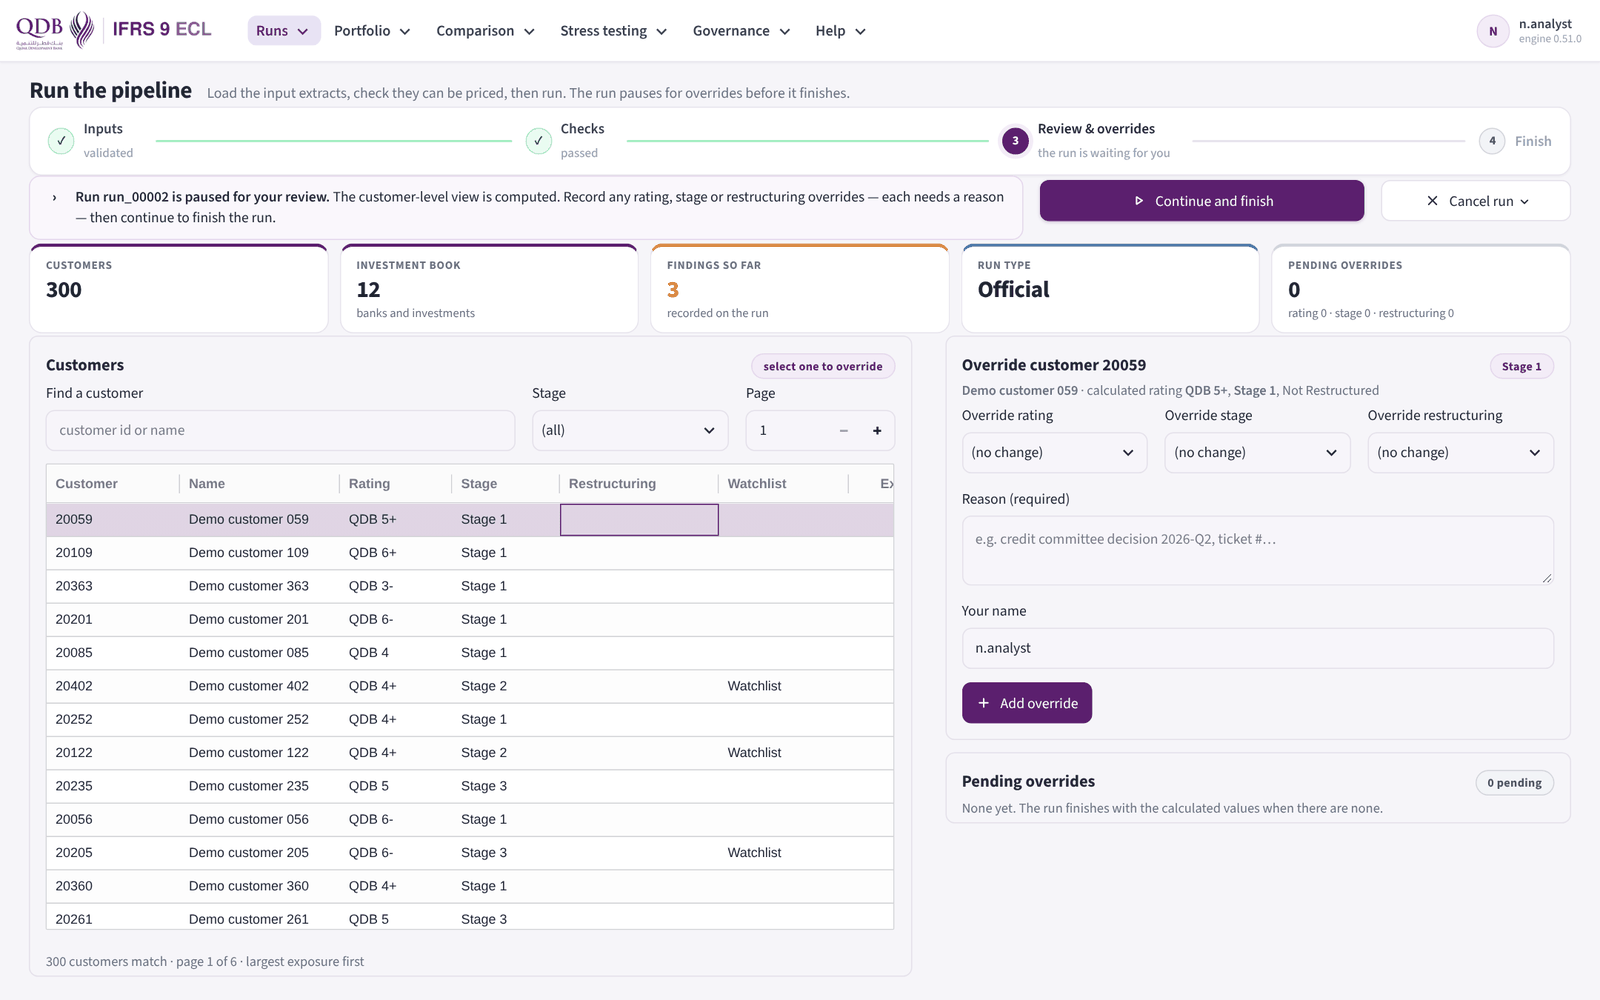 QDB
IFRS 9 ECL
Runs
Portfolio
Comparison
Stress testing
Governance
Help
N
n.analyst
engine 0.51.0
Run the pipeline
Load the input extracts, check they can be priced, then run. The run pauses for overrides before it finishes.
✓
Inputs
validated
✓
Checks
passed
3
Review & overrides
the run is waiting for you
4
Finish
Run run_00002 is paused for your review. The customer-level view is computed. Record any rating, stage or restructuring overrides — each needs a reason
— then continue to finish the run.
Continue and finish
Cancel run
CUSTOMERS
300
INVESTMENT BOOK
12
banks and investments
FINDINGS SO FAR
3
recorded on the run
RUN TYPE
Official
PENDING OVERRIDES
0
rating 0 · stage 0 · restructuring 0
Customers
select one to override
Find a customer
Stage
Page
customer id or name
(all)
1
Customer Name Rating Stage Restructuring Watchlist Ex
20059 Demo customer 059 QDB 5+ Stage 1
20109 Demo customer 109 QDB 6+ Stage 1
20363 Demo customer 363 QDB 3- Stage 1
20201 Demo customer 201 QDB 6- Stage 1
20085 Demo customer 085 QDB 4 Stage 1
20402 Demo customer 402 QDB 4+ Stage 2 Watchlist
20252 Demo customer 252 QDB 4+ Stage 1
20122 Demo customer 122 QDB 4+ Stage 2 Watchlist
20235 Demo customer 235 QDB 5 Stage 3
20056 Demo customer 056 QDB 6- Stage 1
20205 Demo customer 205 QDB 6- Stage 3 Watchlist
20360 Demo customer 360 QDB 4+ Stage 1
20261 Demo customer 261 QDB 5 Stage 3
300 customers match · page 1 of 6 · largest exposure first
Override customer 20059
Stage 1
Demo customer 059 · calculated rating QDB 5+, Stage 1, Not Restructured
Override rating
Override stage
Override restructuring
(no change)
(no change)
(no change)
Reason (required)
e.g. credit committee decision 2026-Q2, ticket #…
Your name
n.analyst
Add override
Pending overrides
0 pending
None yet. The run finishes with the calculated values when there are none.